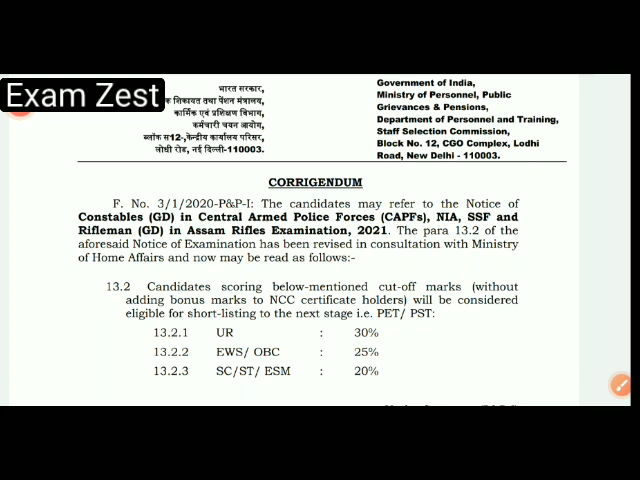 Exam Zest
भारत सरकार,
शिकायत तथा पेंशन मंत्रालय,
कार्मिक एवं प्रशिक्षण विभाग,
कर्मचारी चयन आयोग,
ब्लॉक स12-,केन्द्रीय कार्यालय परिसर,
लोधी रोड, नई दिल्ली-110003.
Government of India,
Ministry of Personnel, Public
Grievances & Pensions,
Department of Personnel and Training,
Staff Selection Commission,
Block No. 12, CGO Complex, Lodhi
Road, New Delhi - 110003.
CORRIGENDUM
F. No. 3/1/2020-P&P-I: The candidates may refer to the Notice of
Constables (GD) in Central Armed Police Forces (CAPFs), NIA, SSF and
Rifleman (GD) in Assam Rifles Examination, 2021. The para 13.2 of the
aforesaid Notice of Examination has been revised in consultation with Ministry
of Home Affairs and now may be read as follows:-
13.2 Candidates scoring below-mentioned cut-off marks (without
adding bonus marks to NCC certificate holders) will be considered
eligible for short-listing to the next stage i.e. PET/ PST:
13.2.1 UR : 30%
13.2.2 EWS/ OBC : 25%
13.2.3 SC/ST/ ESM : 20%